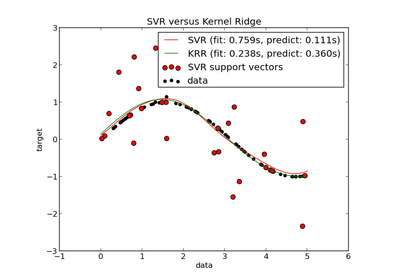 SVR versus Kernel Ridge
SVR (fit: 0.759s, predict: 0.111s)
KRR (fit: 0.238s, predict: 0.360s)
SVR support vectors
data
target
3
2
1
0
−1
−2
−3
−1 0 1 2 3 4 5 6
data